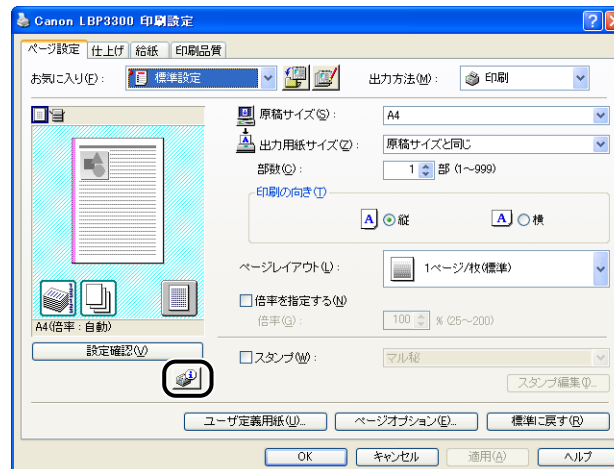 Canon LBP3300 印刷設定
ページ設定 仕上げ 給紙 印刷品質
お気に入り(F): 標準設定 出力方法(M): 印刷
原稿サイズ(S): A4
出力用紙サイズ(Z): 原稿サイズと同じ
部数(C): 1 部 (1～999)
印刷の向き(T)
A 縦 A 横
ページレイアウト(L): 1ページ/枚(標準)
倍率を指定する(N)
倍率(G): 100 % (25～200)
A4(倍率:自動)
設定確認(V)
スタンプ(W): マル秘
スタンプ編集(I)...
ユーザ定義用紙(U)... ページオプション(E)... 標準に戻す(R)
OK キャンセル 適用(A) ヘルプ